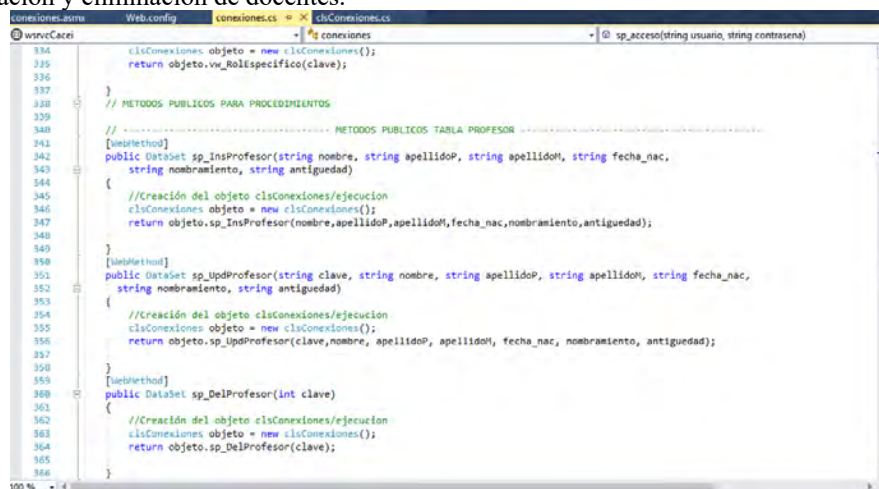 ción y eliminación de docentes.
conexiones.asmx Web.config conexiones.cs clsConexiones.cs
wsrvcCacei conexiones sp_acceso(string usuario, string contrasena)
334 clsConexiones objeto = new clsConexiones();
335 return objeto.vw_RolEspecifico(clave);
336
337 }
338 // METODOS PUBLICOS PARA PROCEDIMIENTOS
339
340 // ---------------------------------- METODOS PUBLICOS TABLA PROFESOR ----------------------------------------
341 [WebMethod]
342 public DataSet sp_InsProfesor(string nombre, string apellidoP, string apellidoM, string fecha_nac,
343 string nombramiento, string antiguedad)
344 {
345 //Creación del objeto clsConexiones/ejecucion
346 clsConexiones objeto = new clsConexiones();
347 return objeto.sp_InsProfesor(nombre,apellidoP,apellidoM,fecha_nac,nombramiento,antiguedad);
348
349 }
350 [WebMethod]
351 public DataSet sp_UpdProfesor(string clave, string nombre, string apellidoP, string apellidoM, string fecha_nac,
352 string nombramiento, string antiguedad)
353 {
354 //Creación del objeto clsConexiones/ejecucion
355 clsConexiones objeto = new clsConexiones();
356 return objeto.sp_UpdProfesor(clave,nombre, apellidoP, apellidoM, fecha_nac, nombramiento, antiguedad);
357
358 }
359 [WebMethod]
360 public DataSet sp_DelProfesor(int clave)
361 {
362 //Creación del objeto clsConexiones/ejecucion
363 clsConexiones objeto = new clsConexiones();
364 return objeto.sp_DelProfesor(clave);
365
366 }
100 %